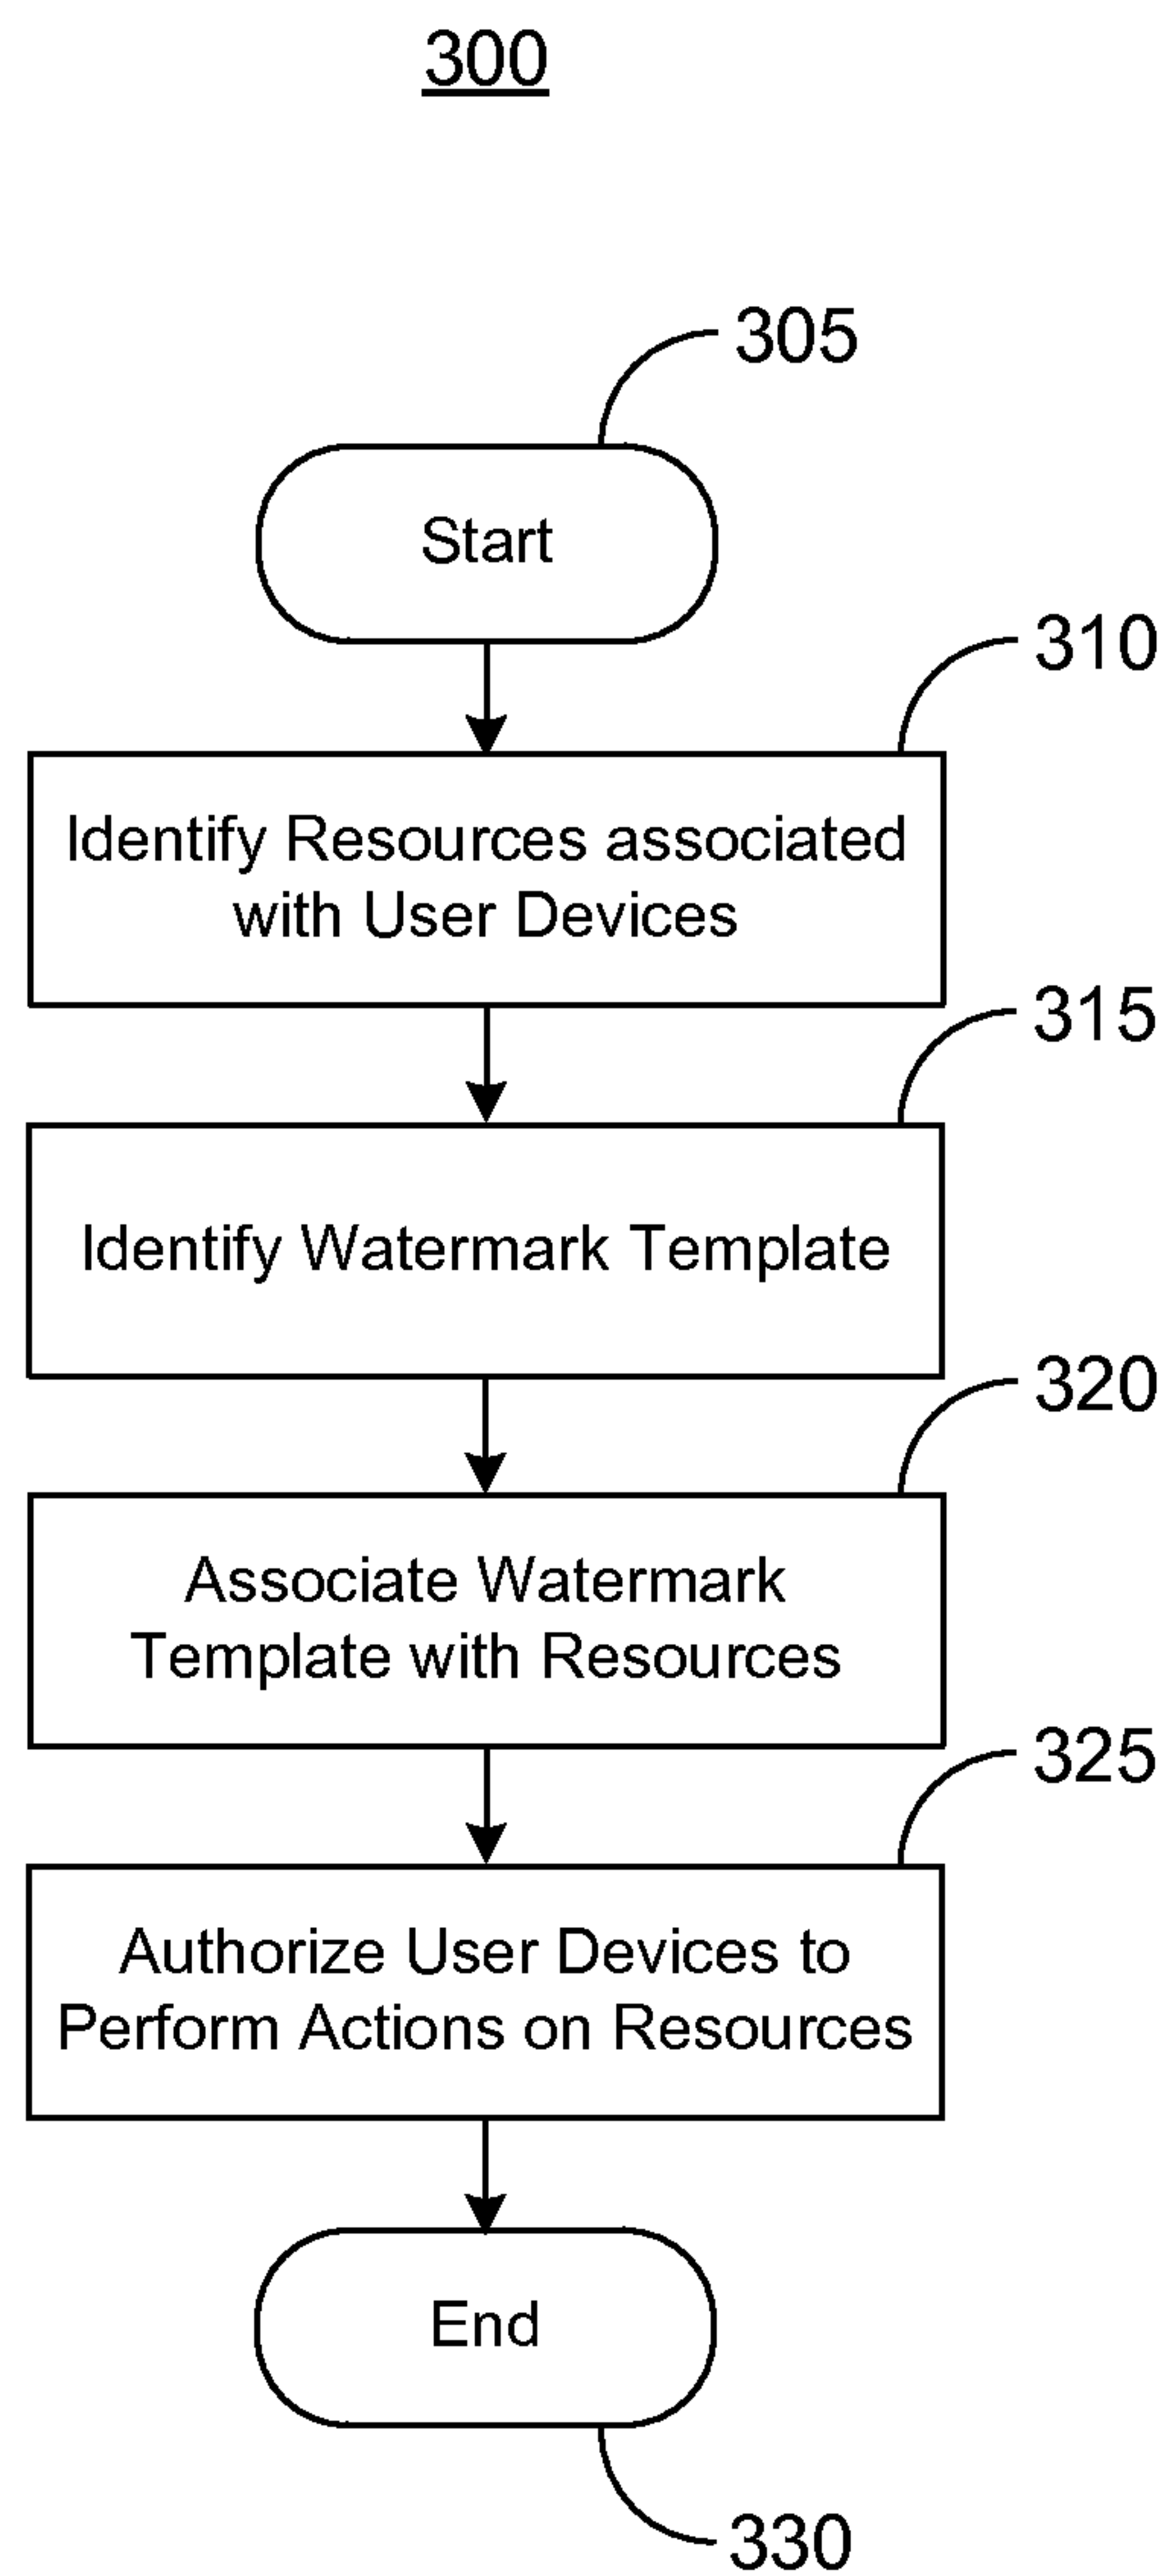 300
305
Start
310
Identify Resources associated
with User Devices
315
Identify Watermark Template
320
Associate Watermark
Template with Resources
325
Authorize User Devices to
Perform Actions on Resources
End
330